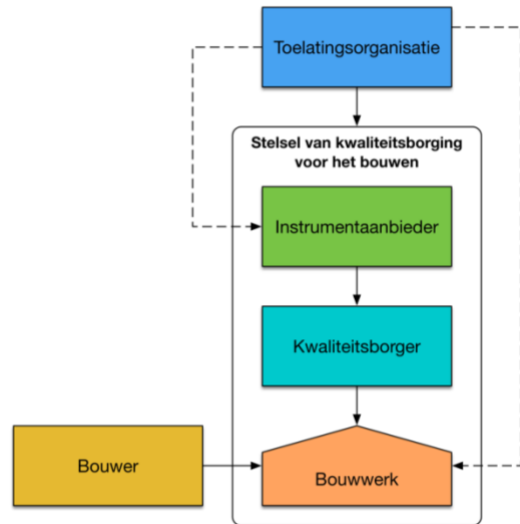 Toelatingsorganisatie
Stelsel van kwaliteitsborging
voor het bouwen
Instrumentaanbieder
Kwaliteitsborger
Bouwer
Bouwwerk